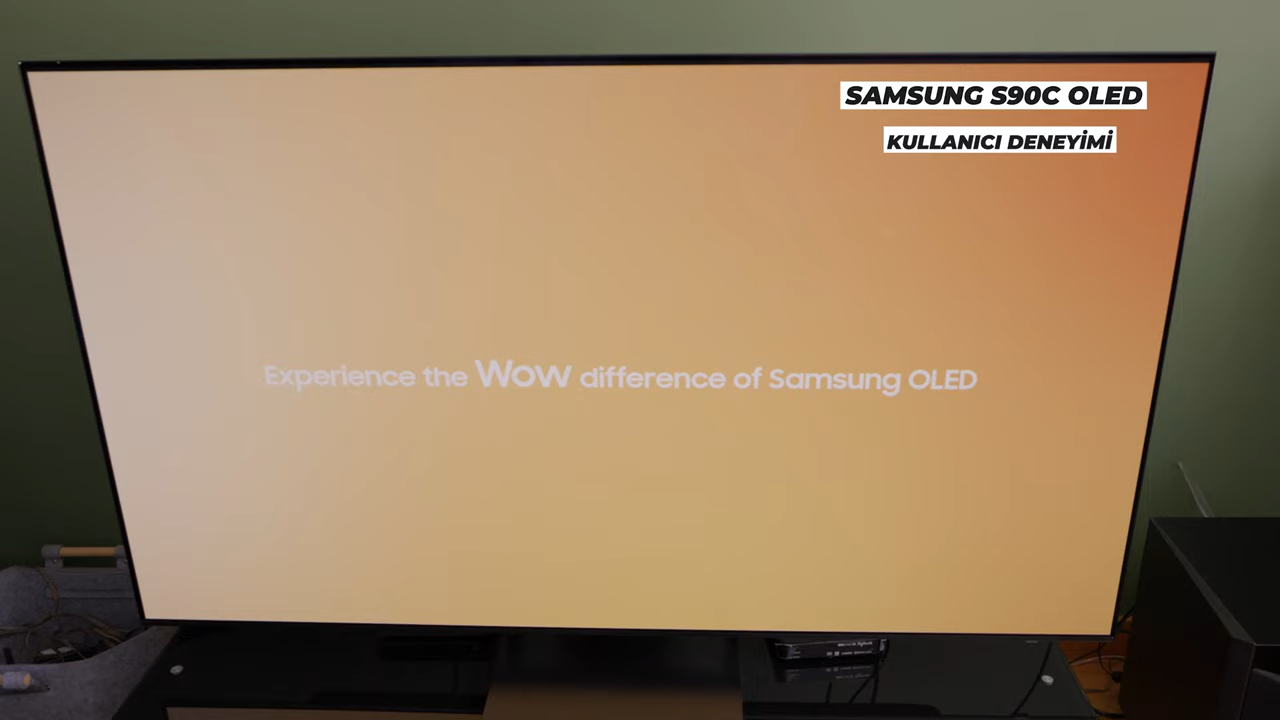 SAMSUNG S90C OLED
KULLANICI DENEYİMİ
Experience the Wow difference of Samsung OLED